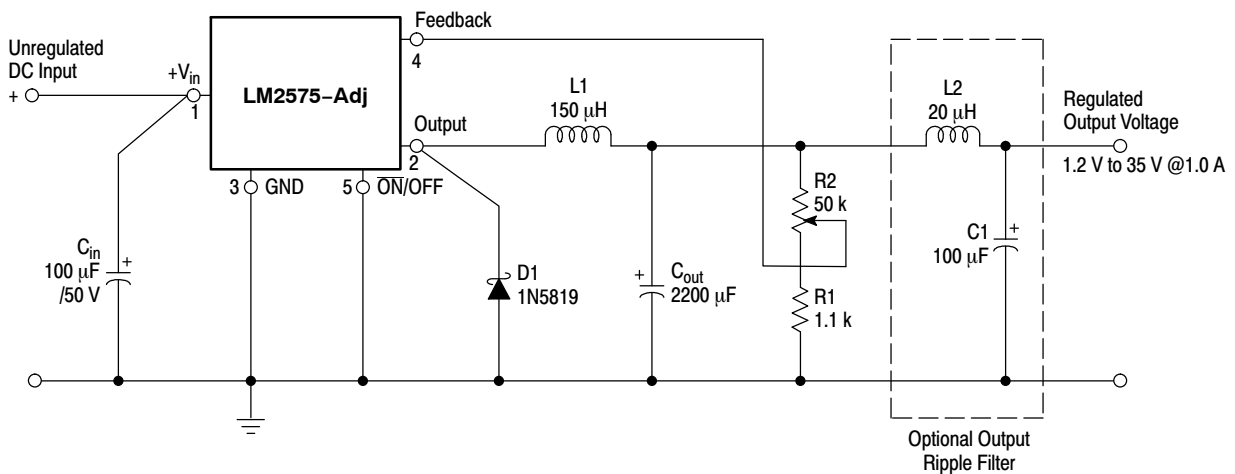 Feedback
4
Unregulated
DC Input
+
+Vin
1
LM2575−Adj
Output
2
3 GND
5 ON/OFF
L1
150 μH
L2
20 μH
Regulated
Output Voltage
1.2 V to 35 V @1.0 A
R2
50 k
Cin
100 μF
/50 V
+
D1
1N5819
+
Cout
2200 μF
R1
1.1 k
C1
100 μF
+
Optional Output
Ripple Filter